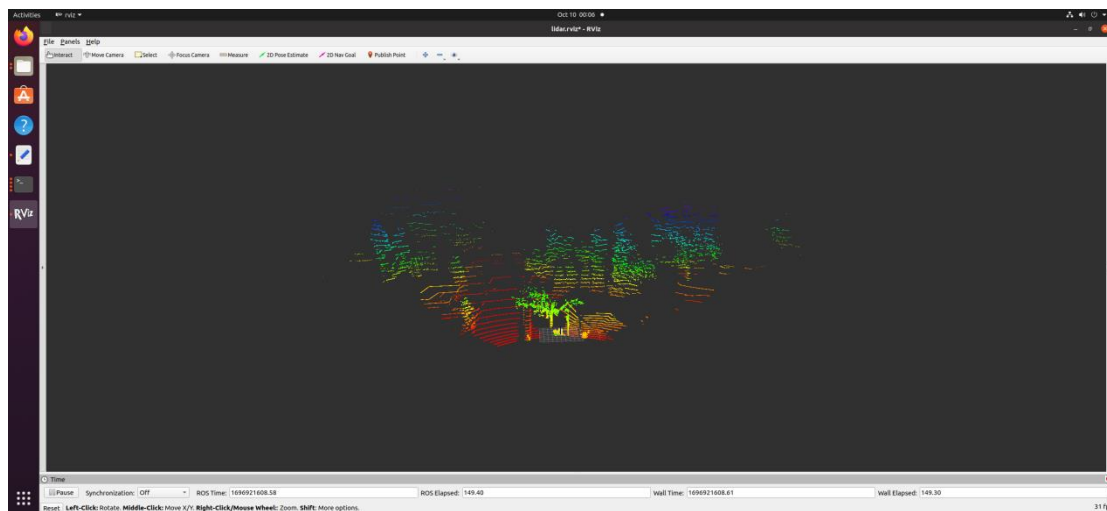 Activities rviz Oct 10 00:06
lidar.rviz* - RViz
File Panels Help
Interact Move Camera Select Focus Camera Measure 2D Pose Estimate 2D Nav Goal Publish Point
RViz
Time
Pause Synchronization: Off ROS Time: 1696921608.58 ROS Elapsed: 149.40 Wall Time: 1696921608.61 Wall Elapsed: 149.30
Reset Left-Click: Rotate. Middle-Click: Move X/Y. Right-Click/Mouse Wheel: Zoom. Shift: More options.